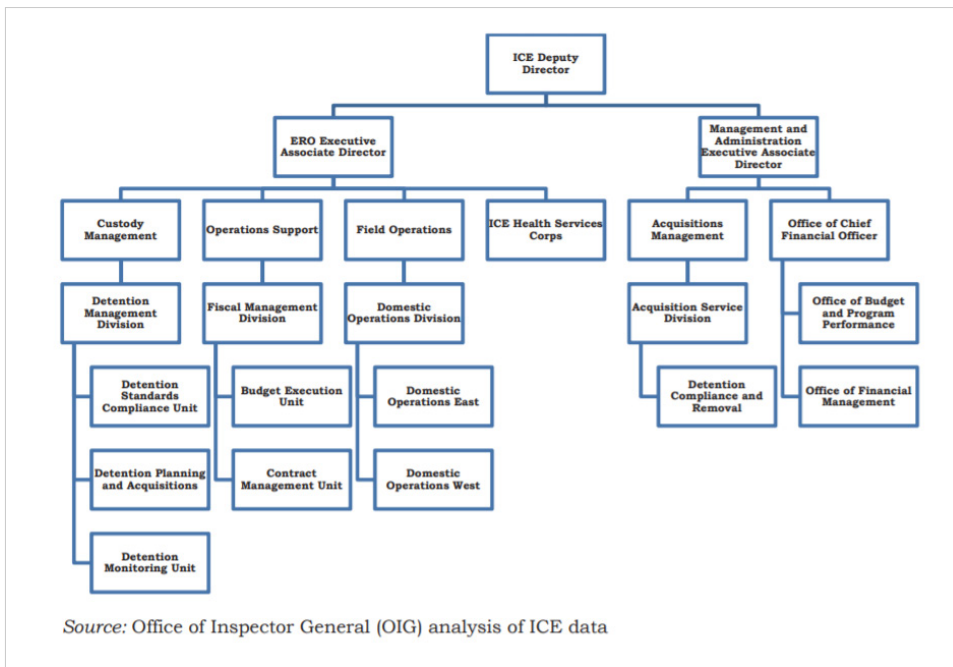 ICE Deputy
Director
ERO Executive
Associate Director
Management and
Administration
Executive Associate
Director
Custody
Management
Operations Support
Field Operations
ICE Health Services
Corps
Acquisitions
Management
Office of Chief
Financial Officer
Detention
Management
Division
Fiscal Management
Division
Domestic
Operations Division
Acquisition Service
Division
Office of Budget
and Program
Performance
Detention
Standards
Compliance Unit
Budget Execution
Unit
Domestic
Operations East
Detention
Compliance and
Removal
Office of Financial
Management
Detention Planning
and Acquisitions
Contract
Management Unit
Domestic
Operations West
Detention
Monitoring Unit
Source: Office of Inspector General (OIG) analysis of ICE data